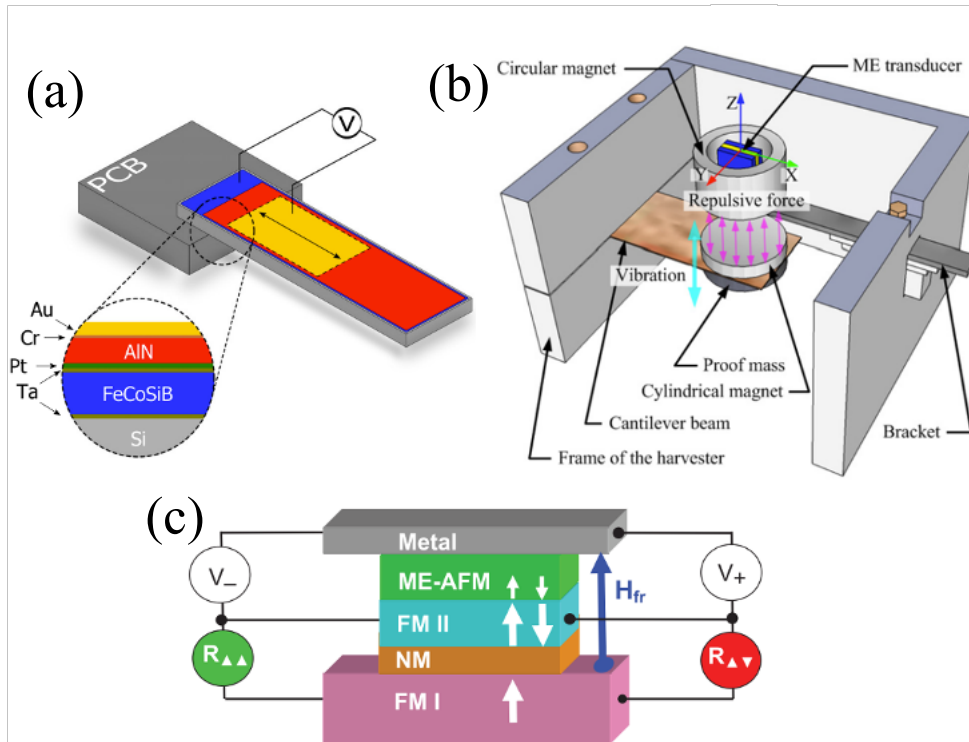 (a)
PCB
V
Au
Cr
Pt
Ta
AlN
FeCoSiB
Si
(b)
Circular magnet
ME transducer
Z
Y
X
Repulsive force
Vibration
Proof mass
Cylindrical magnet
Cantilever beam
Bracket
Frame of the harvester
(c)
Metal
ME-AFM
FM II
NM
FM I
V–
V+
Hfr
R▲▲
R▲▼